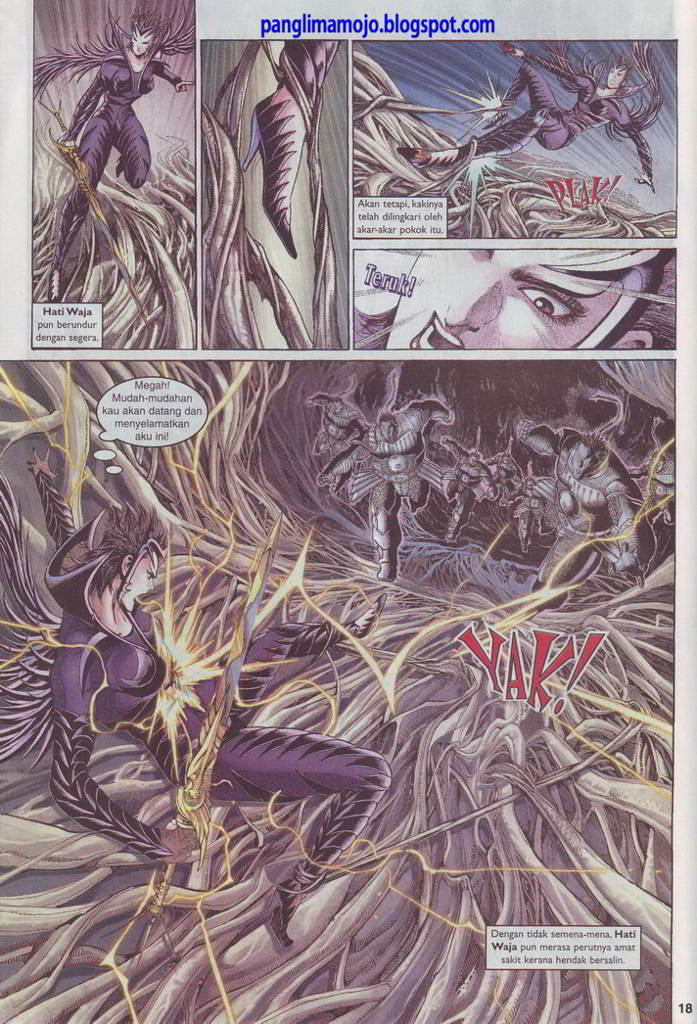 panglimamojo.blogspot.com
Hati Waja
pun berundur
dengan segera.
Akan tetapi, kakinya
telah dilingkari oleh
akar-akar pokok itu.
PLAK!
Teruk!
Megah!
Mudah-mudahan
kau akan datang dan
menyelamatkan
aku ini!
YAK!
Dengan tidak semena-mena, Hati
Waja pun merasa perutnya amat
sakit kerana hendak bersalin.
18